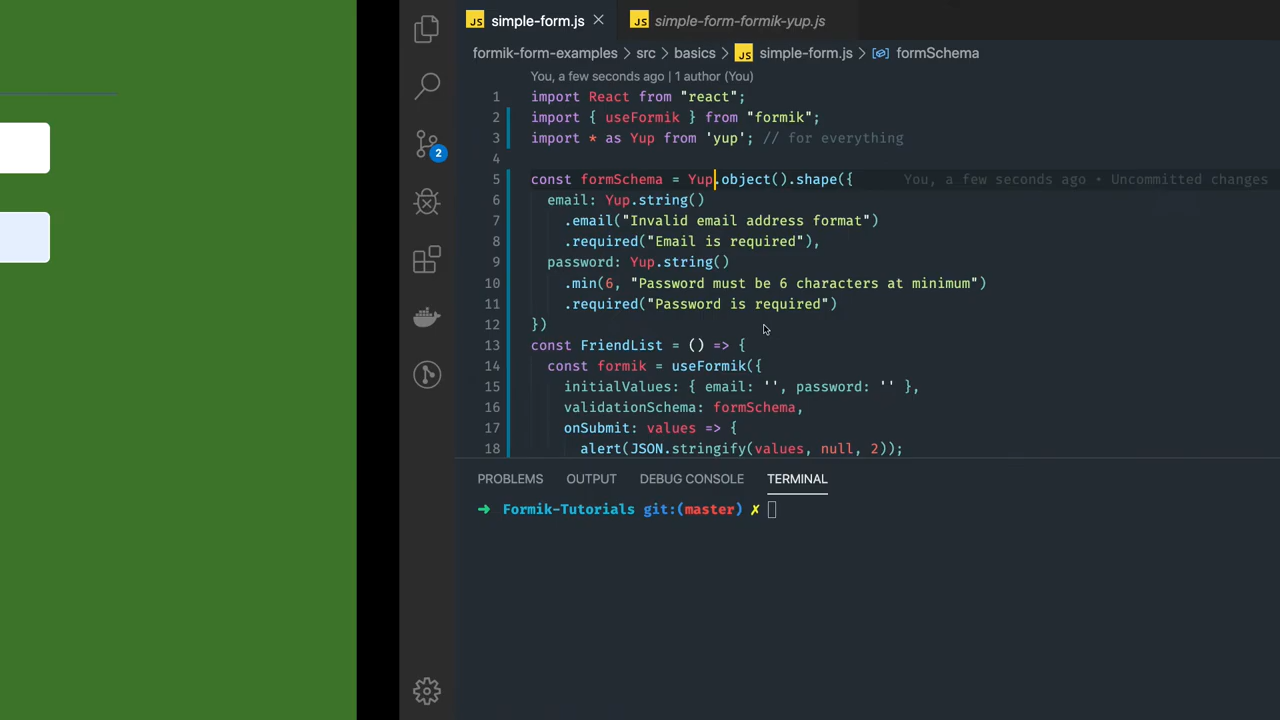 JS simple-form.js
JS simple-form-formik-yup.js
formik-form-examples > src > basics > JS simple-form.js > formSchema
You, a few seconds ago | 1 author (You)
1 import React from "react";
2 import { useFormik } from "formik";
3 import * as Yup from 'yup'; // for everything
4
5 const formSchema = Yup.object().shape({ You, a few seconds ago • Uncommitted changes
6 email: Yup.string()
7 .email("Invalid email address format")
8 .required("Email is required"),
9 password: Yup.string()
10 .min(6, "Password must be 6 characters at minimum")
11 .required("Password is required")
12 })
13 const FriendList = () => {
14 const formik = useFormik({
15 initialValues: { email: '', password: '' },
16 validationSchema: formSchema,
17 onSubmit: values => {
18 alert(JSON.stringify(values, null, 2));
2
PROBLEMS OUTPUT DEBUG CONSOLE TERMINAL
➜ Formik-Tutorials git:(master) ✗